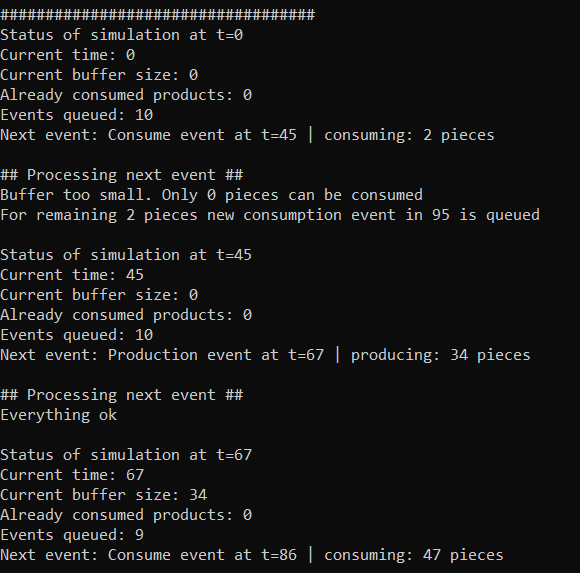 ###################################
Status of simulation at t=0
Current time: 0
Current buffer size: 0
Already consumed products: 0
Events queued: 10
Next event: Consume event at t=45 | consuming: 2 pieces
## Processing next event ##
Buffer too small. Only 0 pieces can be consumed
For remaining 2 pieces new consumption event in 95 is queued
Status of simulation at t=45
Current time: 45
Current buffer size: 0
Already consumed products: 0
Events queued: 10
Next event: Production event at t=67 | producing: 34 pieces
## Processing next event ##
Everything ok
Status of simulation at t=67
Current time: 67
Current buffer size: 34
Already consumed products: 0
Events queued: 9
Next event: Consume event at t=86 | consuming: 47 pieces